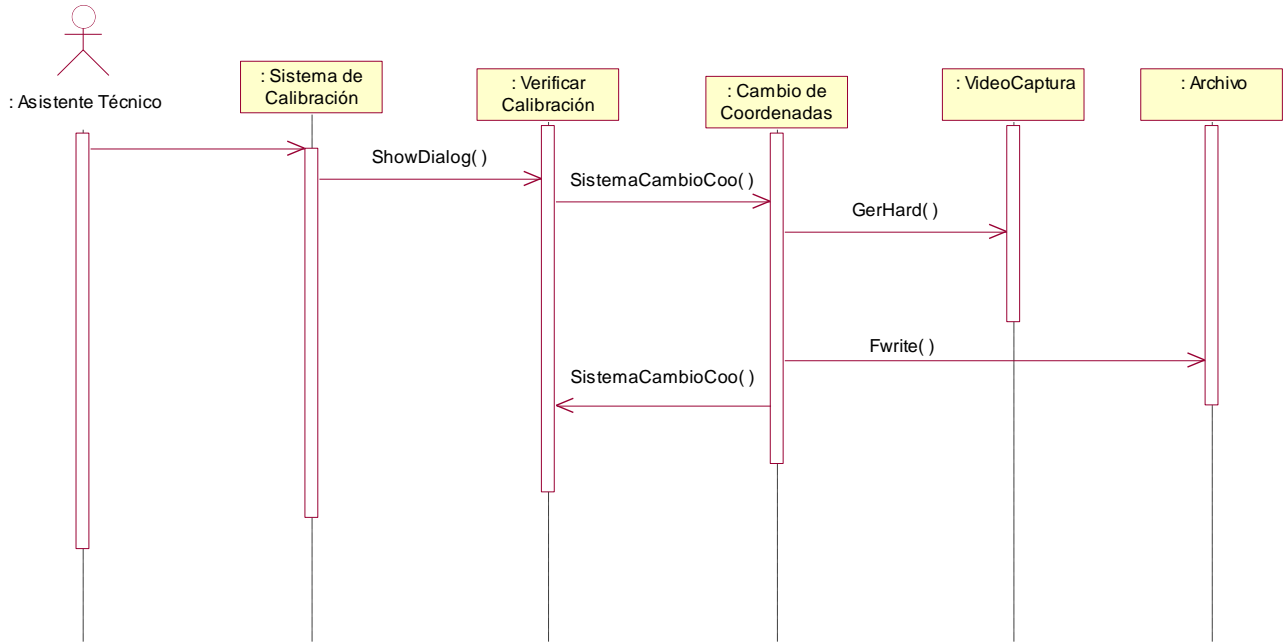 : Asistente Técnico
: Sistema de
Calibración
: Verificar
Calibración
: Cambio de
Coordenadas
: VideoCaptura
: Archivo
ShowDialog( )
SistemaCambioCoo( )
GerHard( )
Fwrite( )
SistemaCambioCoo( )